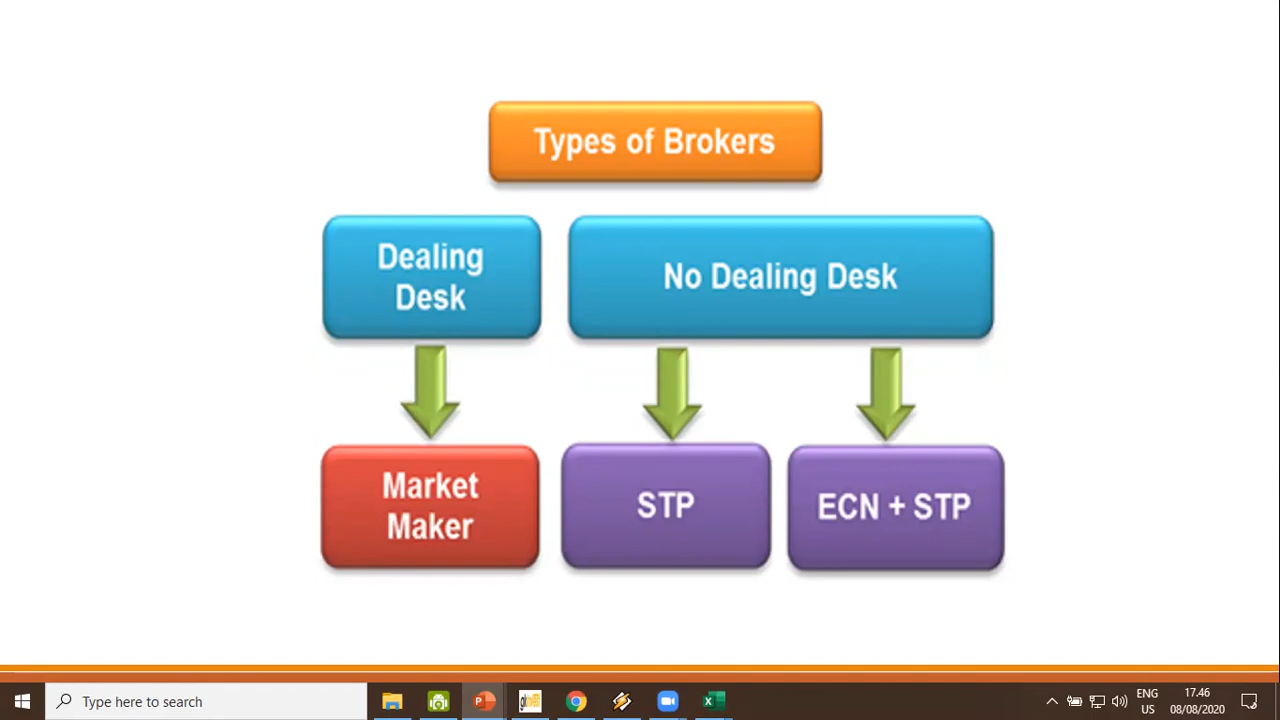 Types of Brokers
Dealing
Desk
No Dealing Desk
Market
Maker
STP
ECN + STP
Type here to search
ENG
US
17.46
08/08/2020